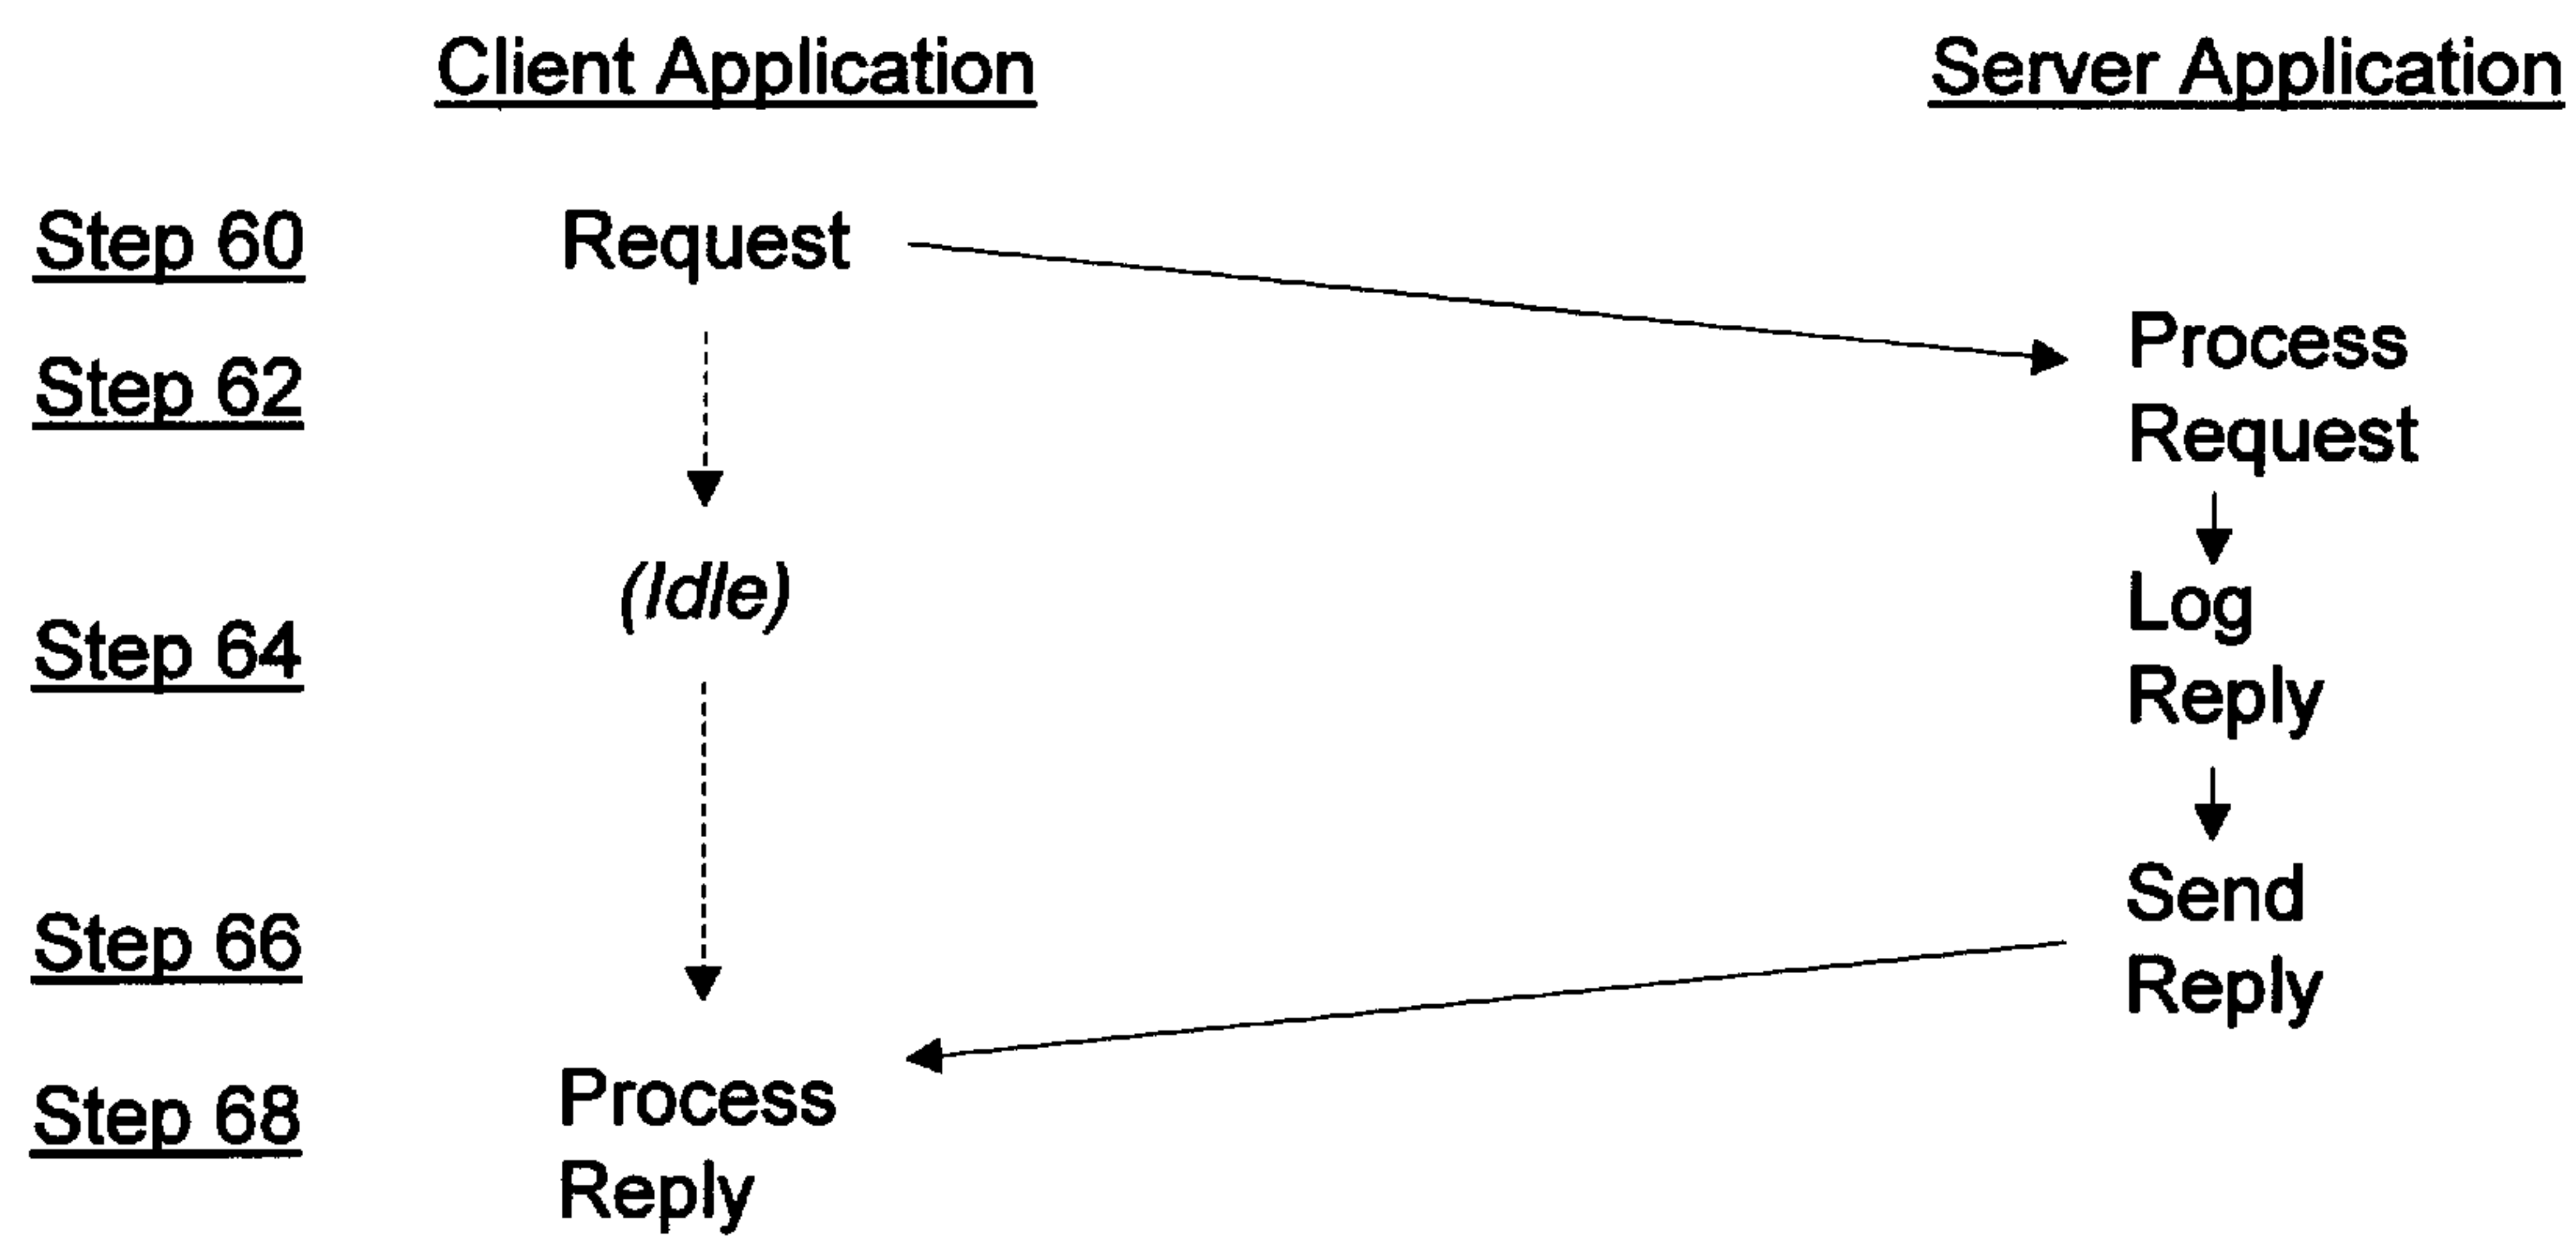 Client Application
Server Application
Step 60
Request
Step 62
Process
Request
(Idle)
Step 64
Log
Reply
Step 66
Send
Reply
Step 68
Process
Reply